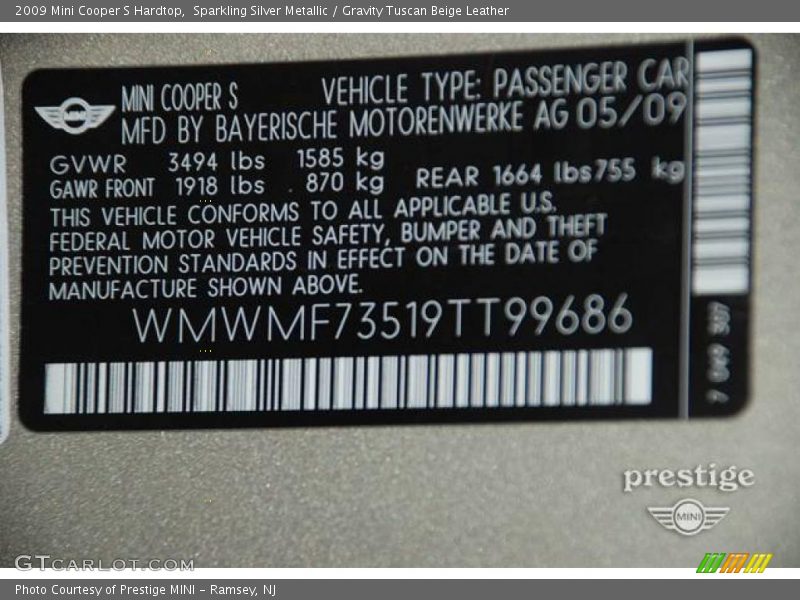 2009 Mini Cooper S Hardtop,  Sparkling Silver Metallic / Gravity Tuscan Beige Leather
MINI COOPER S VEHICLE TYPE: PASSENGER CAR
MINI
MFD BY BAYERISCHE MOTORENWERKE AG 05/09
GVWR 3494 lbs 1585 kg
GAWR FRONT 1918 lbs 870 kg REAR 1664 lbs 755 kg
THIS VEHICLE CONFORMS TO ALL APPLICABLE U.S.
FEDERAL MOTOR VEHICLE SAFETY, BUMPER AND THEFT
PREVENTION STANDARDS IN EFFECT ON THE DATE OF
MANUFACTURE SHOWN ABOVE.
WMWMF73519TT99686
prestige
MINI
GTCARLOT.COM
Photo Courtesy of Prestige MINI - Ramsey, NJ